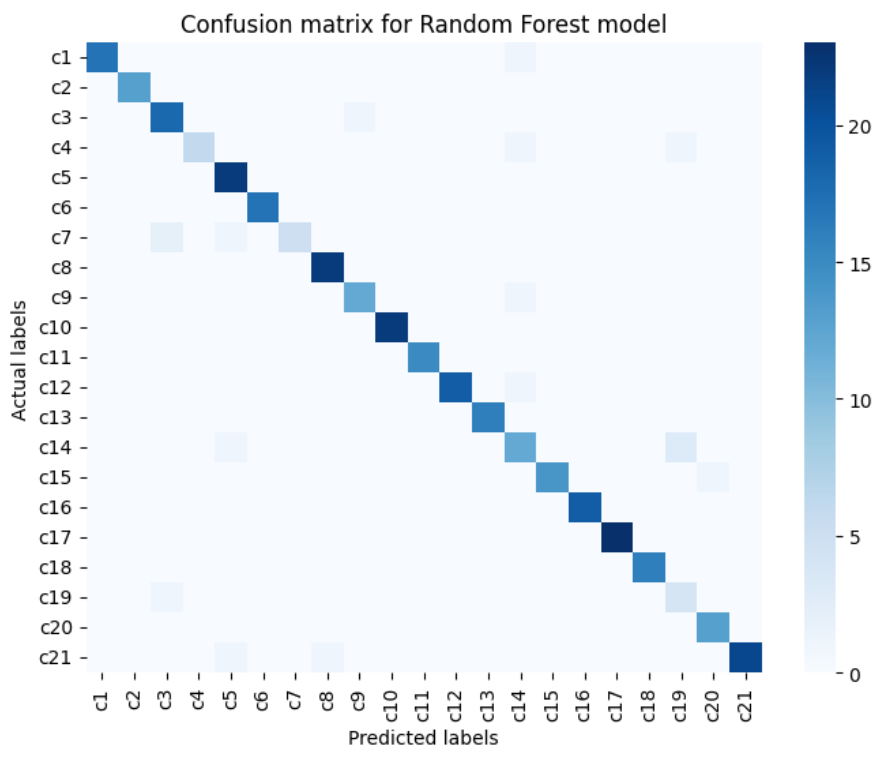 Confusion matrix for Random Forest model
c1
c2
c3
c4
c5
c6
c7
c8
c9
c10
c11
c12
c13
c14
c15
c16
c17
c18
c19
c20
c21
Actual labels
c1 c2 c3 c4 c5 c6 c7 c8 c9 c10 c11 c12 c13 c14 c15 c16 c17 c18 c19 c20 c21
Predicted labels
20
15
10
5
0